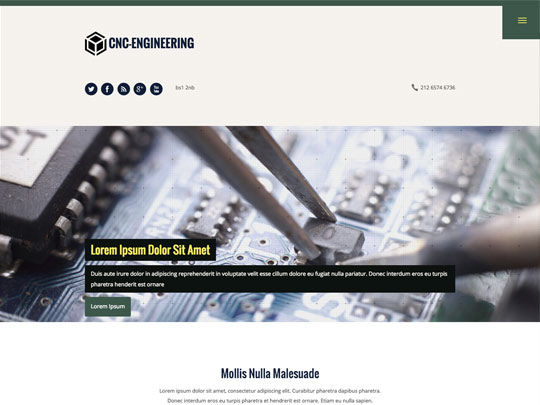 CNC-ENGINEERING
bs1 2nb
212 6574 6736
ST
Lorem Ipsum Dolor Sit Amet
Duis aute irure dolor in adipiscing reprehenderit in voluptate velit esse cillum dolore eu fugiat nulla pariatur. Donec interdum eros eu turpis
pharetra henderit est ornare
Lorem Ipsum
Mollis Nulla Malesuade
Lorem ipsum dolor sit amet, consectetur adipiscing elit. Curabitur pharetra dapibus pharetra.
Donec interdum eros eu turpis pharetra et hendrerit est ornare. Etiam eu nulla sapien.